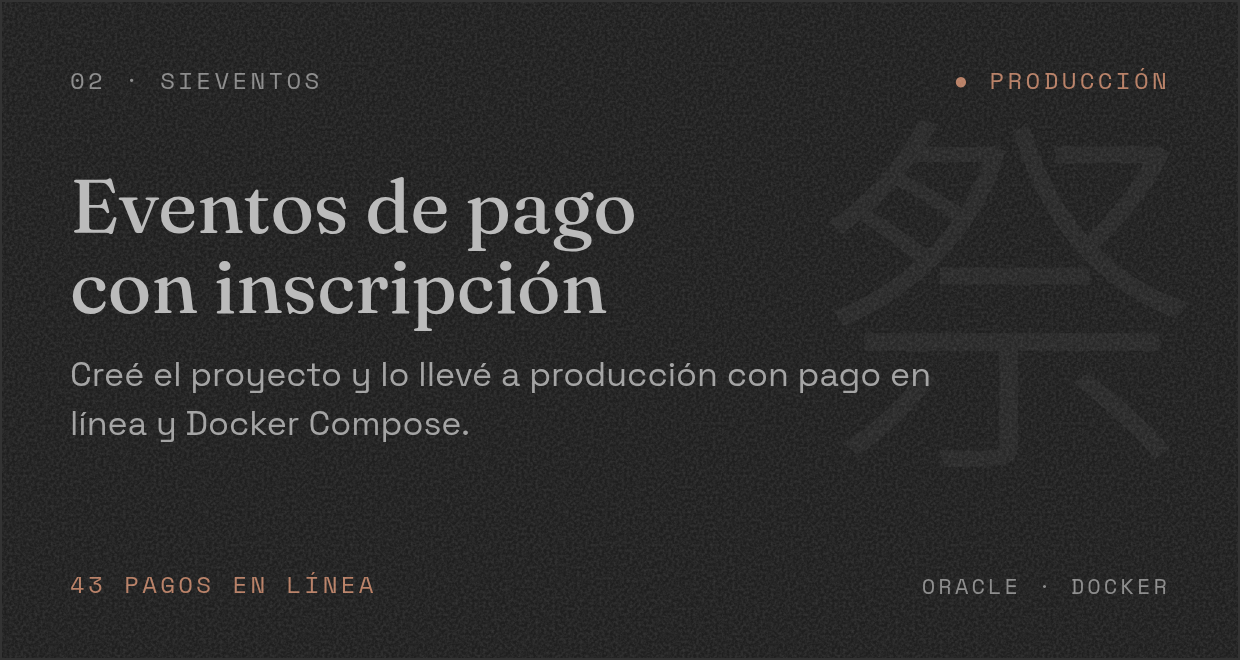 02 · SIEVENTOS
● PRODUCCIÓN
祭
Eventos de pago
con inscripción
Creé el proyecto y lo llevé a producción con pago en
línea y Docker Compose.
43 PAGOS EN LÍNEA
ORACLE · DOCKER